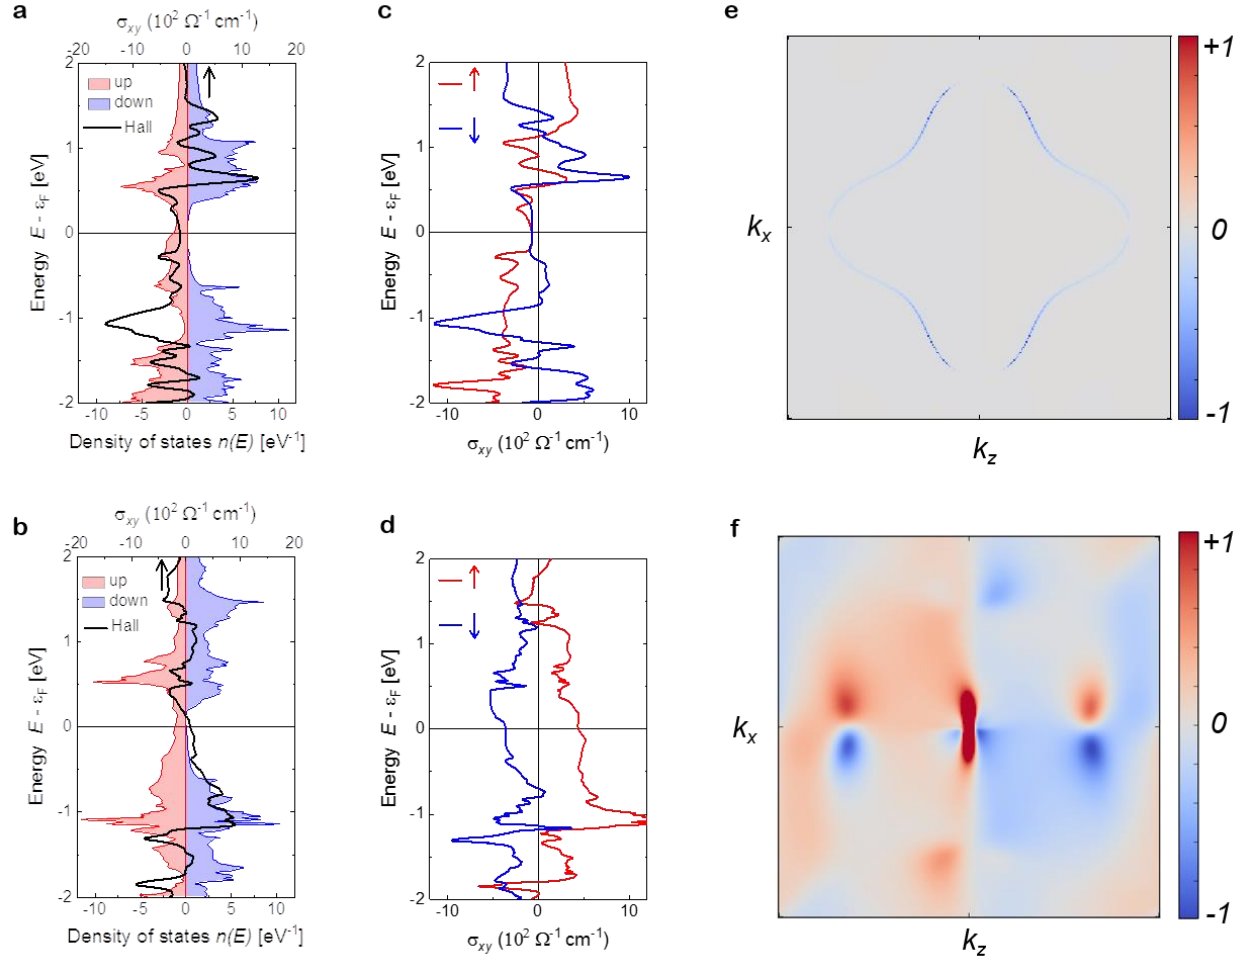 a
σxy (10² Ω⁻¹ cm⁻¹)
-20 -10 0 10 20
2
1
0
-1
-2
up
down
Hall
Energy E - εF [eV]
-10 -5 0 5 10
Density of states n(E) [eV⁻¹]
c
2
1
0
-1
-2
Energy E - εF [eV]
-10 0 10
σxy (10² Ω⁻¹ cm⁻¹)
e
kx
kz
+1
0
-1
b
σxy (10² Ω⁻¹ cm⁻¹)
-20 -10 0 10 20
2
1
0
-1
-2
up
down
Hall
Energy E - εF [eV]
-10 -5 0 5 10
Density of states n(E) [eV⁻¹]
d
2
1
0
-1
-2
Energy E - εF [eV]
-10 0 10
σxy (10² Ω⁻¹ cm⁻¹)
f
kx
kz
+1
0
-1